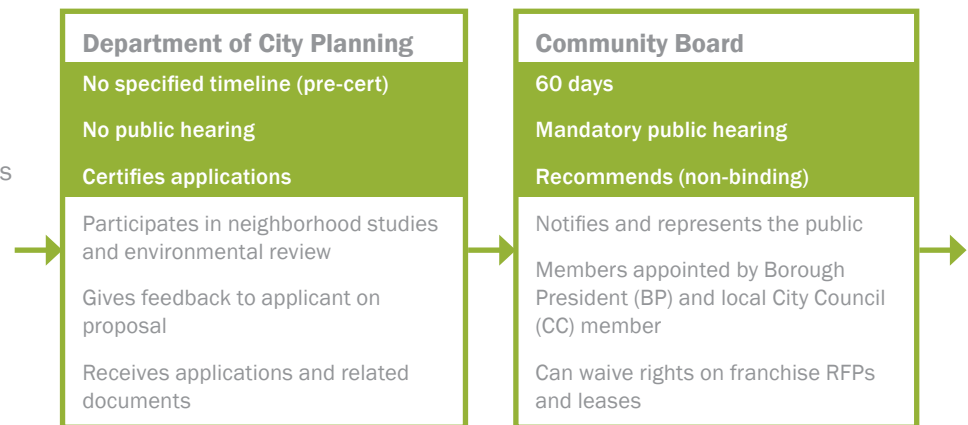 Department of City Planning
No specified timeline (pre-cert)
No public hearing
Certifies applications
Participates in neighborhood studies
and environmental review
Gives feedback to applicant on
proposal
Receives applications and related
documents
Community Board
60 days
Mandatory public hearing
Recommends (non-binding)
Notifies and represents the public
Members appointed by Borough
President (BP) and local City Council
(CC) member
Can waive rights on franchise RFPs
and leases